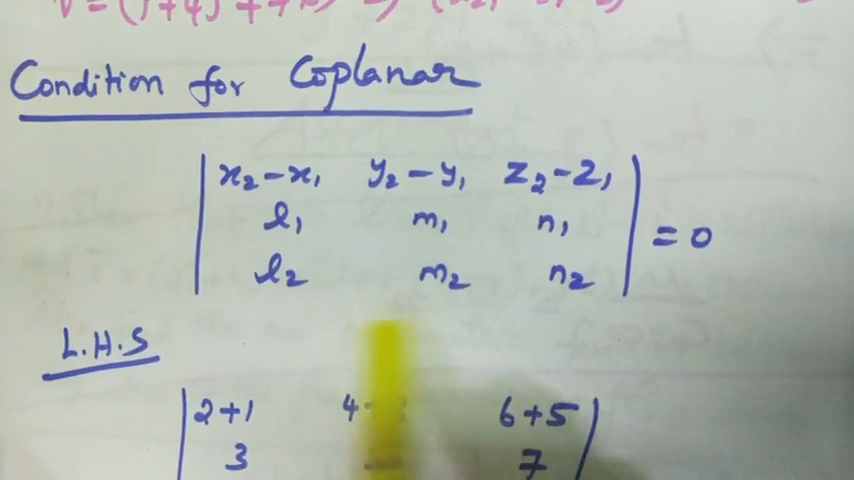 Condition for Coplanar
| x₂-x₁ y₂-y₁ z₂-z₁ |
| l₁ m₁ n₁ | = 0
| l₂ m₂ n₂ |
L.H.S
| 2+1 4 6+5 |
| 3 7